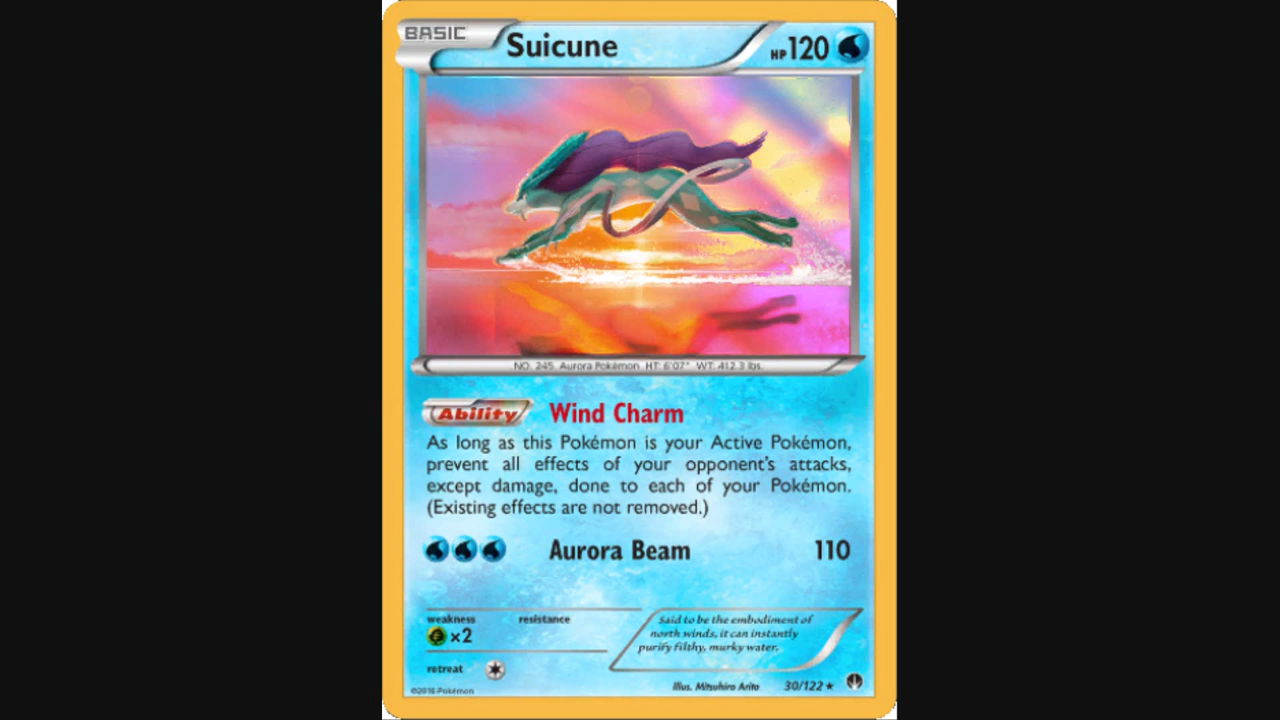 BASIC
Suicune
HP120
NO. 245 Aurora Pokémon HT: 6'07" WT: 412.3 lbs.
Ability Wind Charm
As long as this Pokémon is your Active Pokémon,
prevent all effects of your opponent's attacks,
except damage, done to each of your Pokémon.
(Existing effects are not removed.)
Aurora Beam 110
weakness resistance
×2
Said to be the embodiment of
north winds, it can instantly
purify filthy, murky water.
retreat
Illus. Mitsuhiro Arita 30/122 ★
©2016 Pokémon